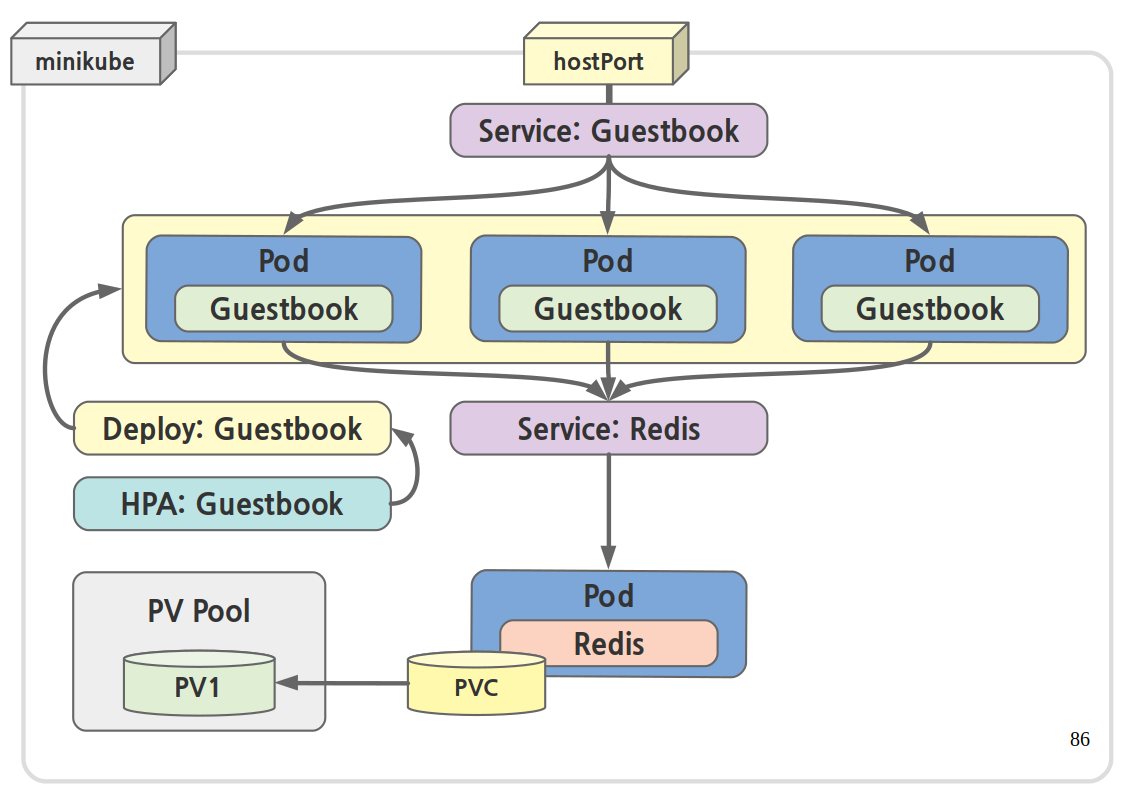 minikube
hostPort
Service: Guestbook
Pod
Guestbook
Pod
Guestbook
Pod
Guestbook
Deploy: Guestbook
Service: Redis
HPA: Guestbook
PV Pool
PV1
PVC
Pod
Redis
86